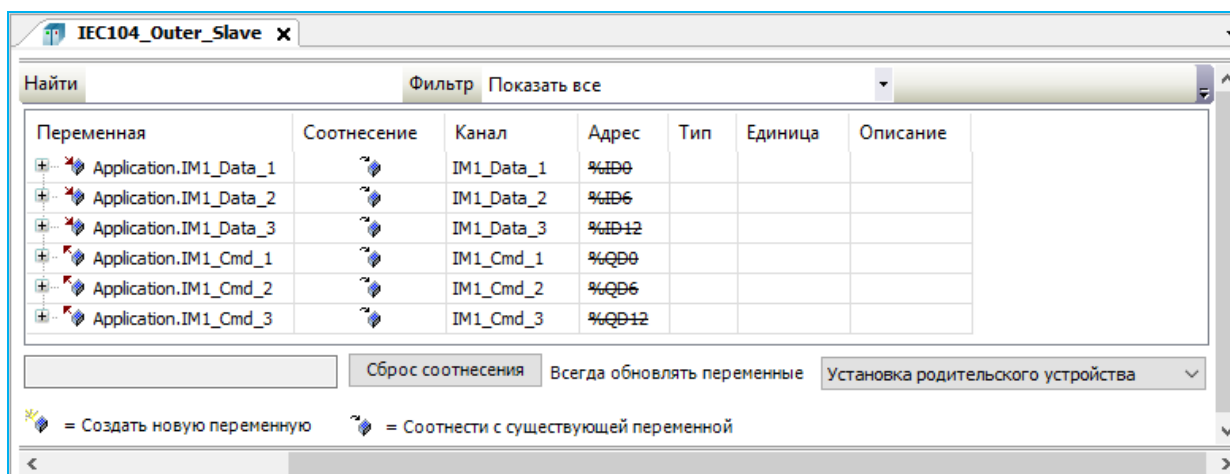 IEC104_Outer_Slave X
Найти Фильтр Показать все
Переменная Соотнесение Канал Адрес Тип Единица Описание
Application.IM1_Data_1 IM1_Data_1 %ID0
Application.IM1_Data_2 IM1_Data_2 %ID6
Application.IM1_Data_3 IM1_Data_3 %ID12
Application.IM1_Cmd_1 IM1_Cmd_1 %QD0
Application.IM1_Cmd_2 IM1_Cmd_2 %QD6
Application.IM1_Cmd_3 IM1_Cmd_3 %QD12
Сброс соотнесения Всегда обновлять переменные Установка родительского устройства
= Создать новую переменную = Соотнести с существующей переменной